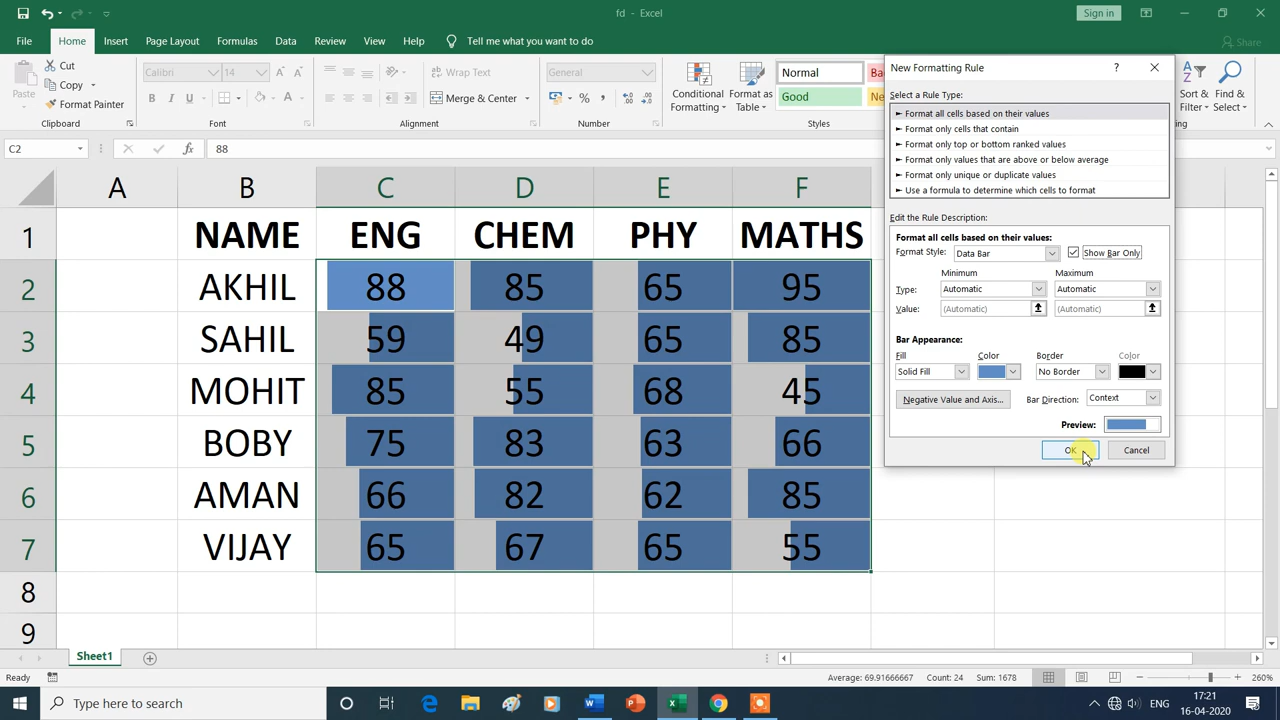 fd - Excel
Sign in
File Home Insert Page Layout Formulas Data Review View Help Tell me what you want to do Share
Cut
Copy
Format Painter
Paste
Clipboard
Calibri 14
B I U A
Font
Wrap Text
Merge & Center
Alignment
General
% ,
Number
Conditional Formatting
Format as Table
Normal
Good
Styles
Sort & Filter
Find & Select
New Formatting Rule ?
Select a Rule Type:
► Format all cells based on their values
► Format only cells that contain
► Format only top or bottom ranked values
► Format only values that are above or below average
► Format only unique or duplicate values
► Use a formula to determine which cells to format
Edit the Rule Description:
Format all cells based on their values:
Format Style: Data Bar Show Bar Only
Minimum Maximum
Type: Automatic Automatic
Value: (Automatic) (Automatic)
Bar Appearance:
Fill Color Border Color
Solid Fill No Border
Negative Value and Axis... Bar Direction: Context
Preview:
OK Cancel
C2 fx 88
A B C D E F
1 NAME ENG CHEM PHY MATHS
2 AKHIL 88 85 65 95
3 SAHIL 59 49 65 85
4 MOHIT 85 55 68 45
5 BOBY 75 83 63 66
6 AMAN 66 82 62 85
7 VIJAY 65 67 65 55
8
9
Sheet1
Ready Average: 69.91666667 Count: 24 Sum: 1678 260%
Type here to search
ENG
17:21
16-04-2020